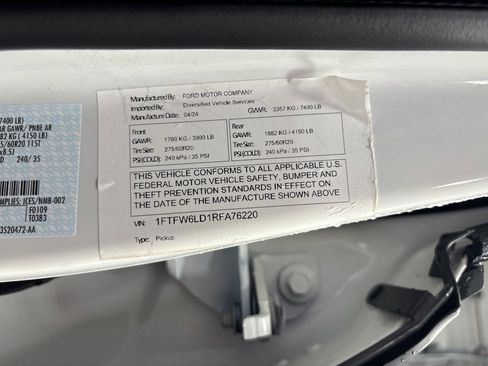 Manufactured By: FORD MOTOR COMPANY
Imported By: Diversified Vehicle Services
Manufacture Date: 04/24 GVWR: 3357 KG / 7400 LB
Front
GAWR: 1769 KG / 3900 LB
Tire Size: 275/60R20
PSI(COLD): 240 kPa / 35 PSI
Rear
GAWR: 1882 KG / 4150 LB
Tire Size: 275/60R20
PSI(COLD): 240 kPa / 35 PSI
THIS VEHICLE CONFORMS TO ALL APPLICABLE U.S.
FEDERAL MOTOR VEHICLE SAFETY, BUMPER AND
THEFT PREVENTION STANDARDS IN EFFECT ON
THE DATE OF THE MANUFACTURE SHOWN ABOVE
VIN: 1FTFW6LD1RFA76220
Type: Pickup
7400 LB)
AR GAWR/ PNBE AR
( 4150 LB)
/60R20 115T
x8.5J
240/ 35
MPLIES: ICES/NMB-002
F0109
T0383
3520472-AA